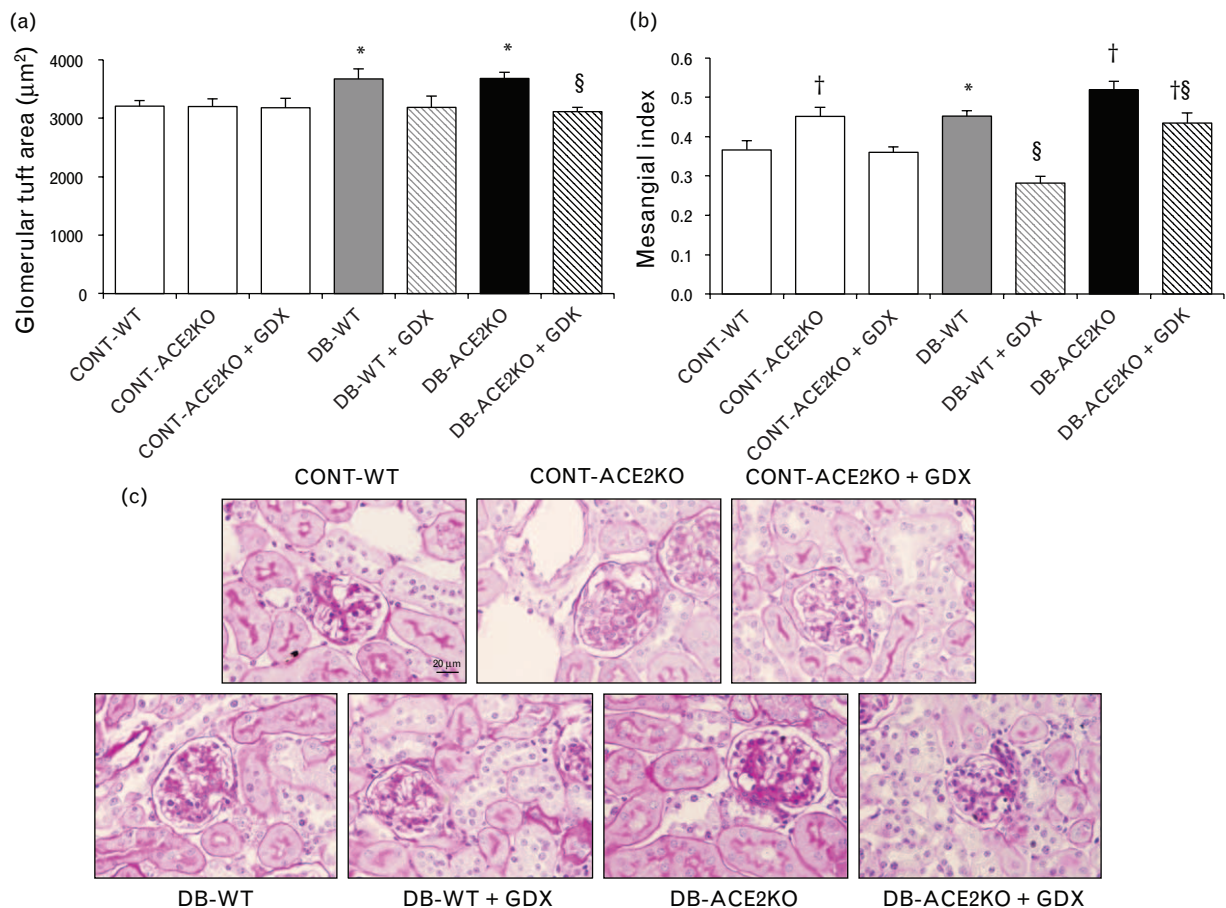 (a)
Glomerular tuft area (µm²)
4000
3000
2000
1000
0
*
*
§
CONT-WT
CONT-ACE2KO
CONT-ACE2KO + GDX
DB-WT
DB-WT + GDX
DB-ACE2KO
DB-ACE2KO + GDK
(b)
Mesangial index
0.6
0.5
0.4
0.3
0.2
0.1
0.0
†
*
§
†
†§
CONT-WT
CONT-ACE2KO
CONT-ACE2KO + GDX
DB-WT
DB-WT + GDX
DB-ACE2KO
DB-ACE2KO + GDK
(c)
CONT-WT
CONT-ACE2KO
CONT-ACE2KO + GDX
20 µm
DB-WT
DB-WT + GDX
DB-ACE2KO
DB-ACE2KO + GDX